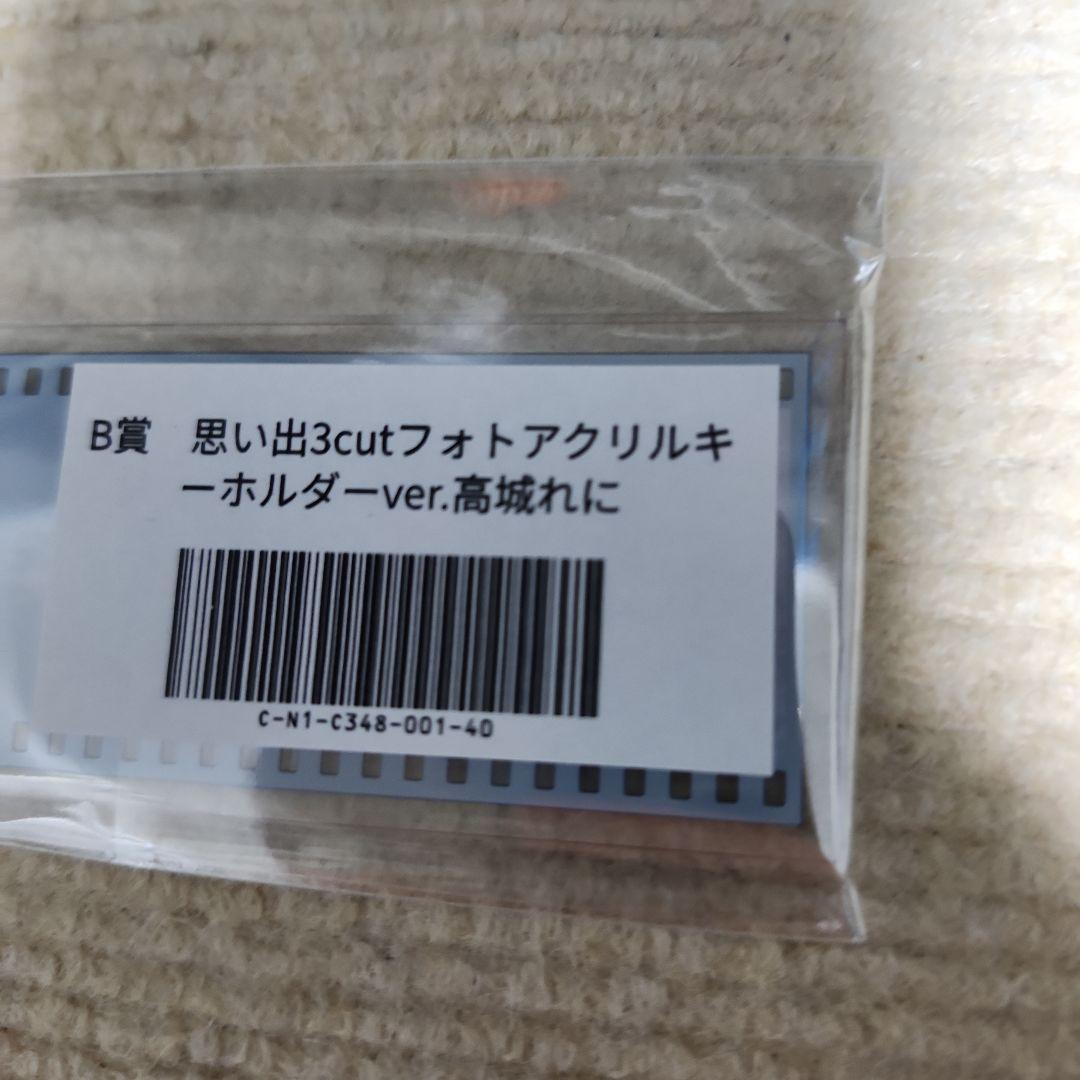 B賞　思い出3cutフォトアクリルキ
ーホルダーver.高城れに
C-N1-C348-001-40